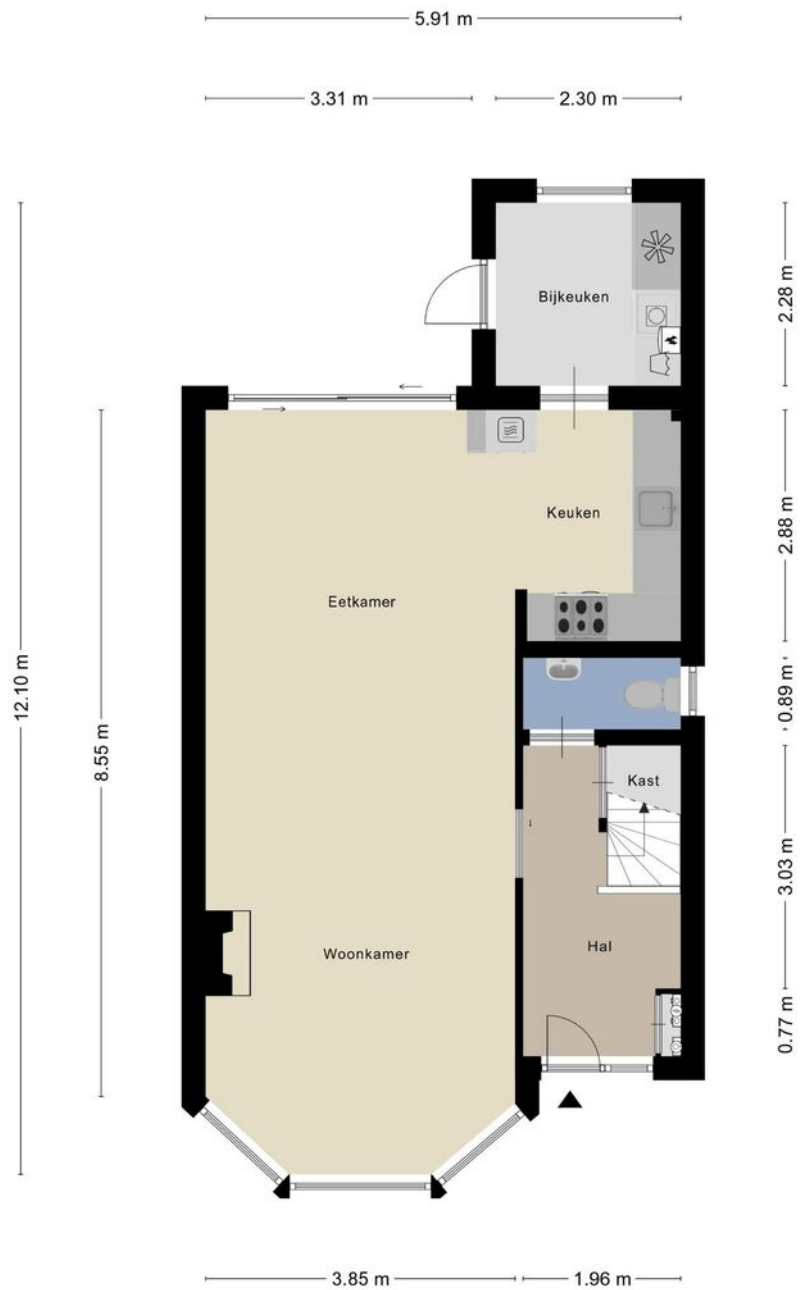 5.91 m
3.31 m
2.30 m
2.28 m
Bijkeuken
2.88 m
Keuken
Eetkamer
12.10 m
0.89 m
8.55 m
Kast
3.03 m
Hal
Woonkamer
0.77 m
3.85 m
1.96 m